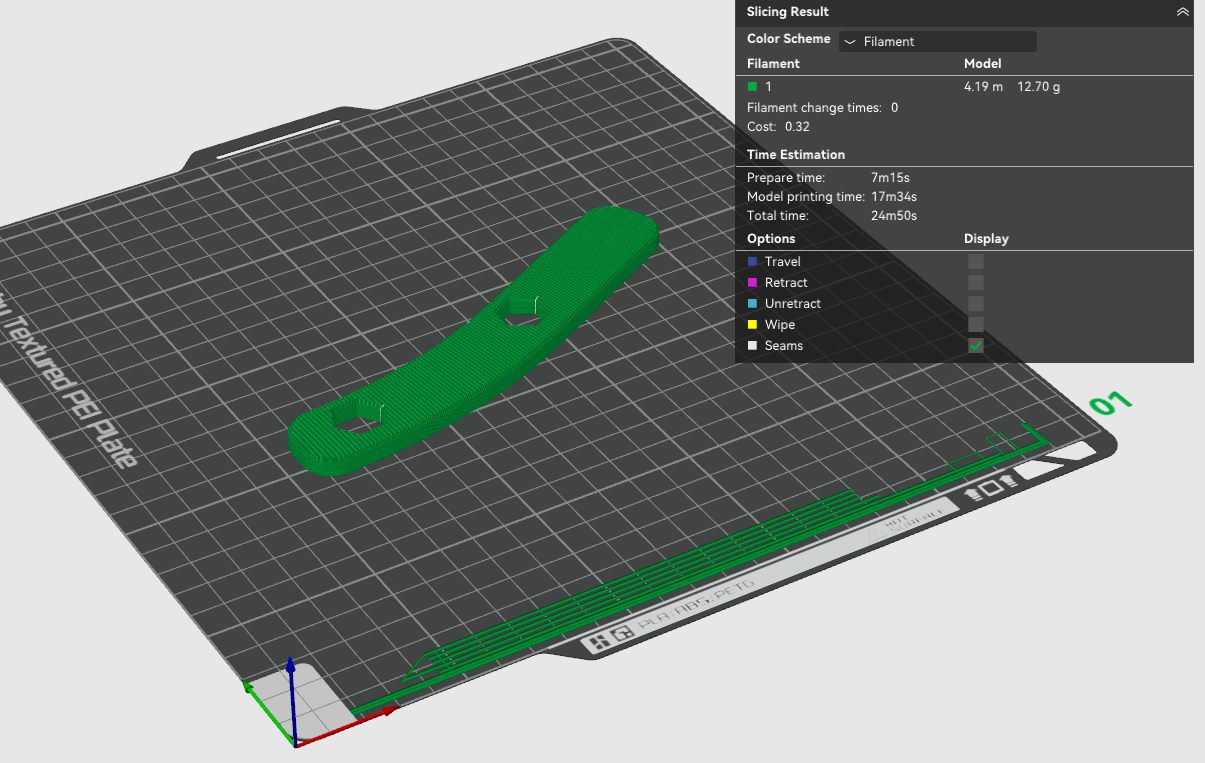 Slicing Result
Color Scheme Filament
Filament Model
1 4.19 m 12.70 g
Filament change times: 0
Cost: 0.32
Time Estimation
Prepare time: 7m15s
Model printing time: 17m34s
Total time: 24m50s
Options Display
Travel
Retract
Unretract
Wipe
Seams
Textured PEI Plate
01
HOT
SURFACE
PLA/ABS/PETG